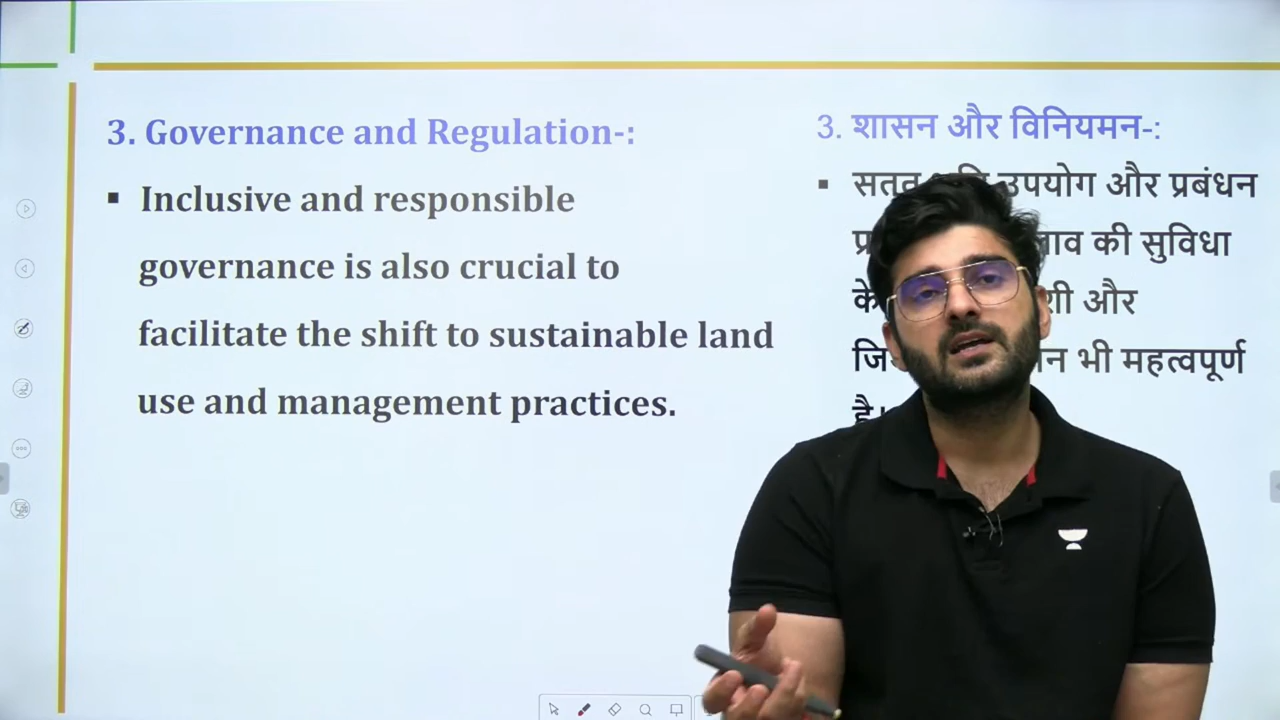 3. Governance and Regulation-:
▪ Inclusive and responsible
governance is also crucial to
facilitate the shift to sustainable land
use and management practices.
3. शासन और विनियमन-:
▪ उपयोग और प्रबंधन
की सुविधा
और
भी महत्वपूर्ण
है।